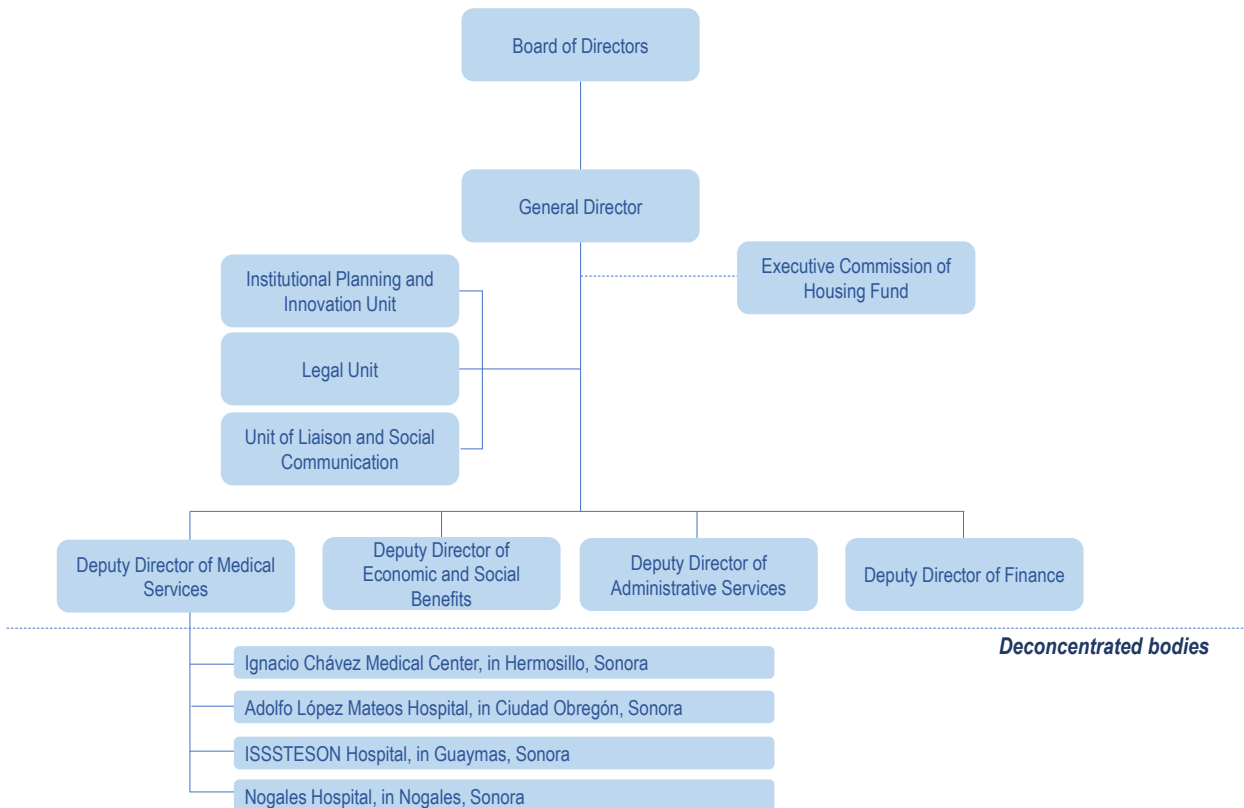 Board of Directors
General Director
Executive Commission of
Housing Fund
Institutional Planning and
Innovation Unit
Legal Unit
Unit of Liaison and Social
Communication
Deputy Director of Medical
Services
Deputy Director of
Economic and Social
Benefits
Deputy Director of
Administrative Services
Deputy Director of Finance
Deconcentrated bodies
Ignacio Chávez Medical Center, in Hermosillo, Sonora
Adolfo López Mateos Hospital, in Ciudad Obregón, Sonora
ISSSTESON Hospital, in Guaymas, Sonora
Nogales Hospital, in Nogales, Sonora